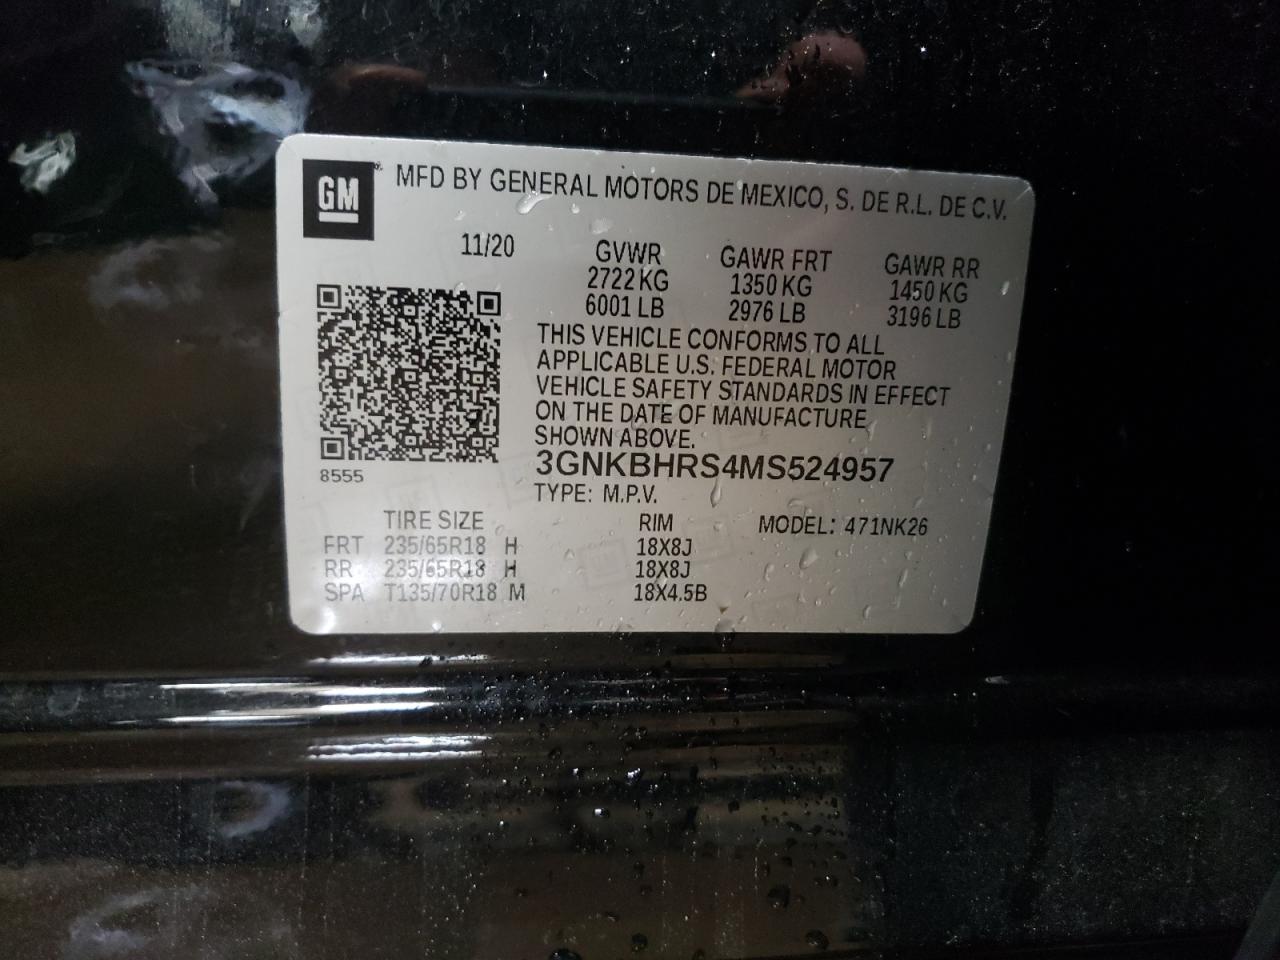 GM
MFD BY GENERAL MOTORS DE MEXICO, S. DE R.L. DE C.V.
11/20 GVWR GAWR FRT GAWR RR
2722 KG 1350 KG 1450 KG
6001 LB 2976 LB 3196 LB
THIS VEHICLE CONFORMS TO ALL
APPLICABLE U.S. FEDERAL MOTOR
VEHICLE SAFETY STANDARDS IN EFFECT
ON THE DATE OF MANUFACTURE
SHOWN ABOVE.
8555
3GNKBHRS4MS524957
TYPE: M.P.V.
TIRE SIZE RIM MODEL: 471NK26
FRT 235/65R18 H 18X8J
RR 235/65R18 H 18X8J
SPA T135/70R18 M 18X4.5B